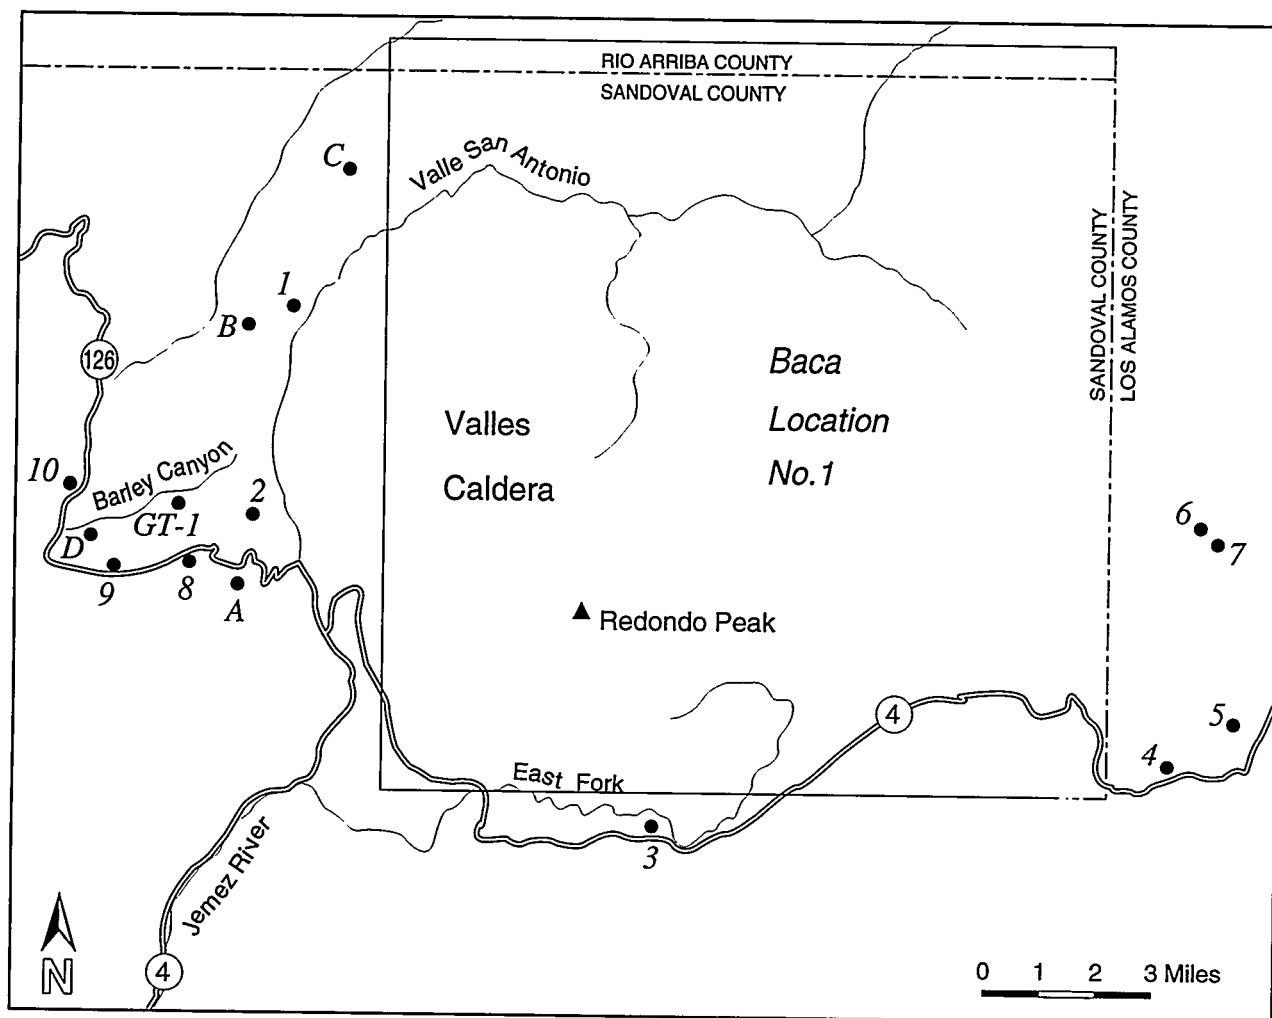 RIO ARRIBA COUNTY
SANDOVAL COUNTY
C
Valle San Antonio
SANDOVAL COUNTY
LOS ALAMOS COUNTY
1
B
126
Baca
Location
No.1
Valles
Caldera
10
Barley Canyon
GT-1
2
D
9
8
A
6
7
Redondo Peak
4
5
4
East Fork
3
Jemez River
N
4
0 1 2 3 Miles